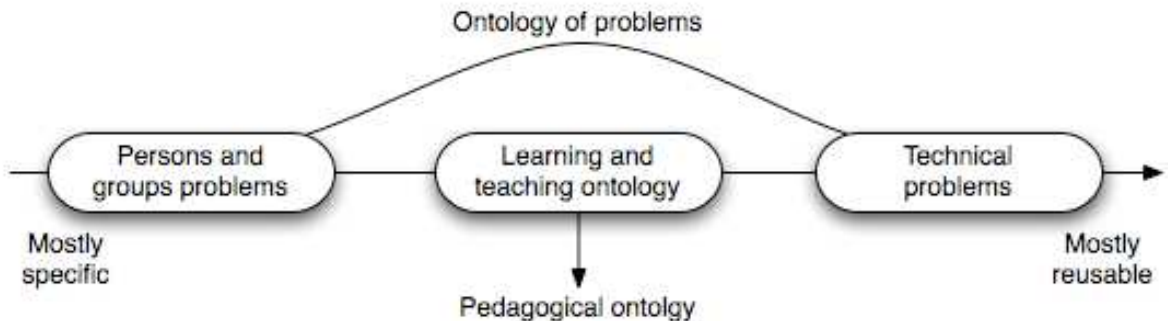 Ontology of problems
Persons and
groups problems
Learning and
teaching ontology
Technical
problems
Mostly
specific
Mostly
reusable
Pedagogical ontolgy